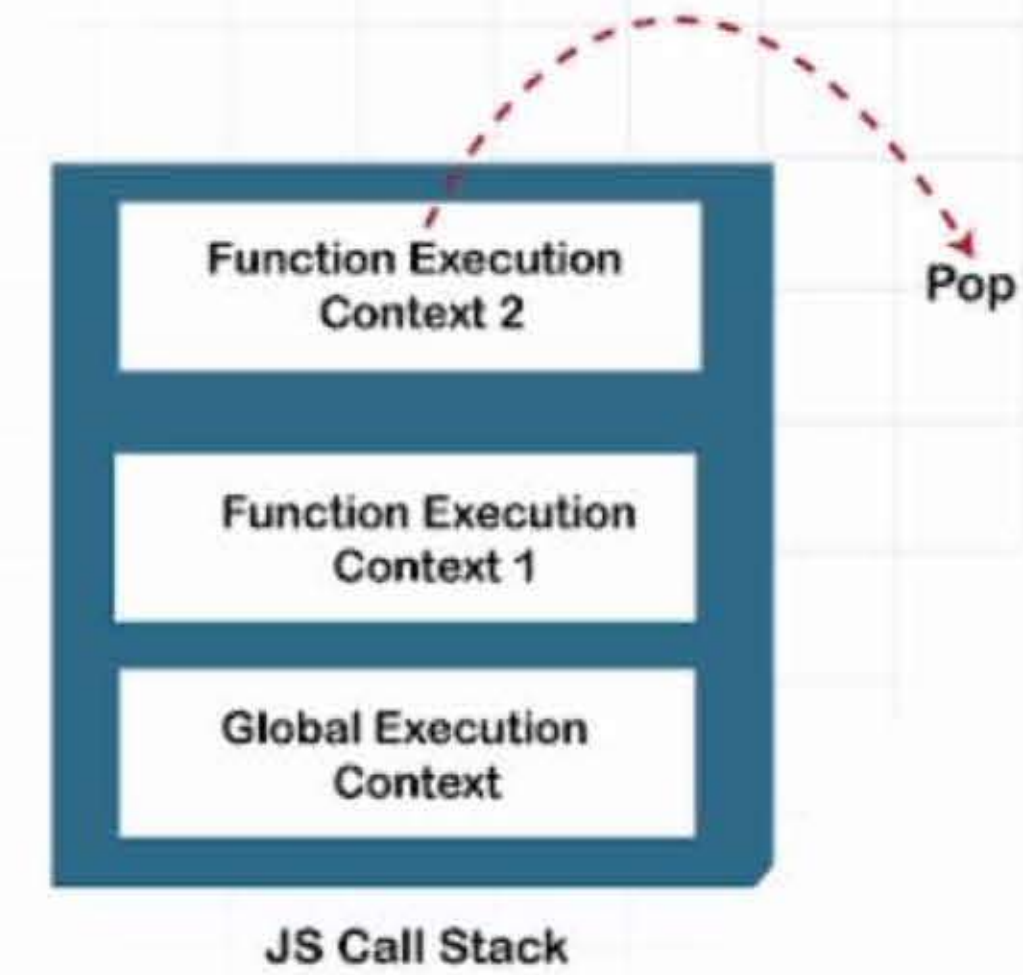 Function Execution
Context 2
Pop
Function Execution
Context 1
Global Execution
Context
JS Call Stack